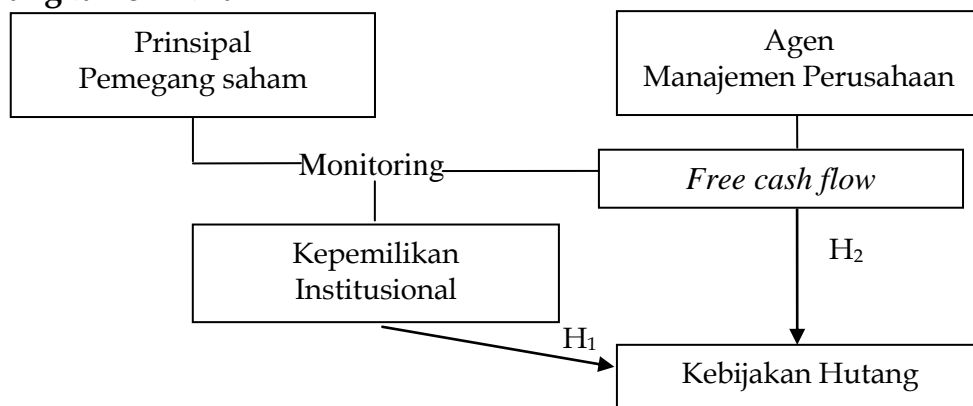 Prinsipal
Pemegang saham
Agen
Manajemen Perusahaan
Monitoring
Free cash flow
Kepemilikan
Institusional
H₂
H₁
Kebijakan Hutang